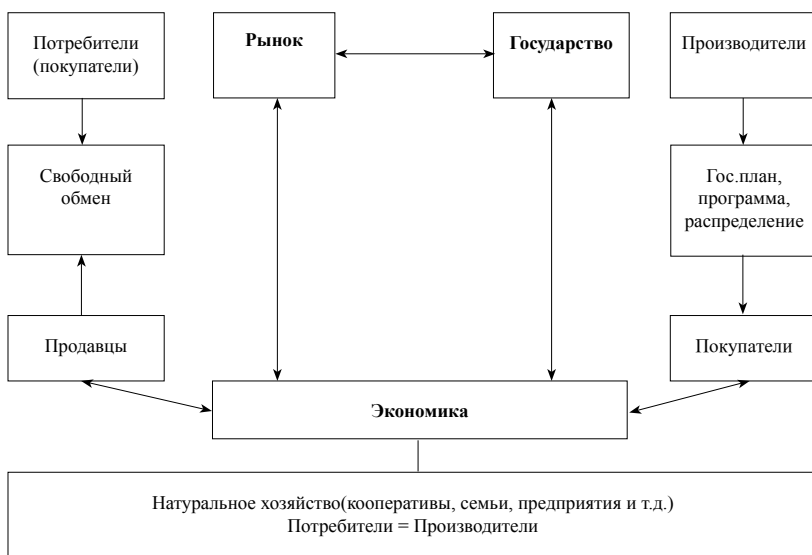 Потребители
(покупатели)
Рынок
Государство
Производители
Свободный
обмен
Гос.план,
программа,
распределение
Продавцы
Покупатели
Экономика
Натуральное хозяйство(кооперативы, семьи, предприятия и т.д.)
Потребители = Производители